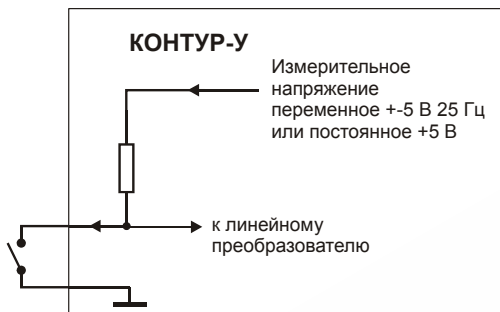 КОНТУР-У
Измерительное
напряжение
переменное +-5 В 25 Гц
или постоянное +5 В
к линейному
преобразователю